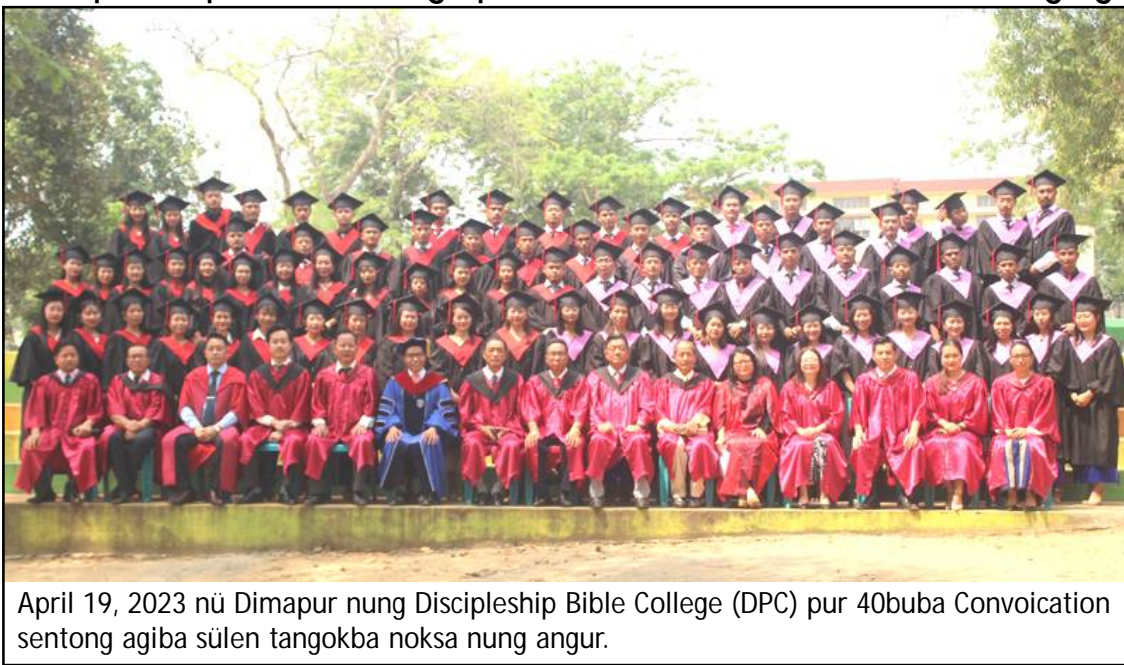 April 19, 2023 nü Dimapur nung Discipleship Bible College (DPC) pur 40buba Convoication
sentong agiba sülen tangokba noksa nung angur.